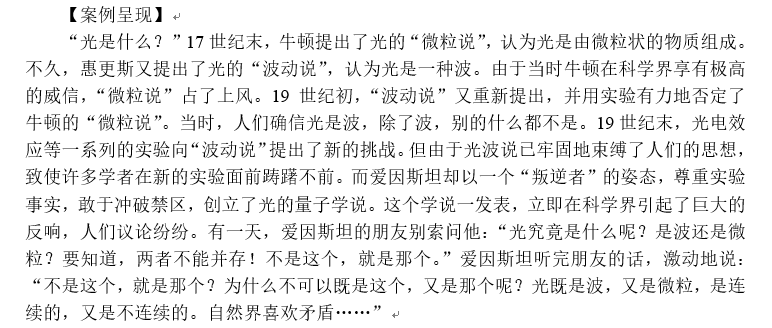 【案例呈现】
“光是什么？”17世纪末，牛顿提出了光的“微粒说”，认为光是由微粒状的物质组成。
不久，惠更斯又提出了光的“波动说”，认为光是一种波。由于当时牛顿在科学界享有极高
的威信，“微粒说”占了上风。19 世纪初，“波动说”又重新提出，并用实验有力地否定了
牛顿的“微粒说”。当时，人们确信光是波，除了波，别的什么都不是。19世纪末，光电效
应等一系列的实验向“波动说”提出了新的挑战。但由于光波说已牢固地束缚了人们的思想，
致使许多学者在新的实验面前踌躇不前。而爱因斯坦却以一个“叛逆者”的姿态，尊重实验
事实，敢于冲破禁区，创立了光的量子学说。这个学说一发表，立即在科学界引起了巨大的
反响，人们议论纷纷。有一天，爱因斯坦的朋友别索问他：“光究竟是什么呢？是波还是微
粒？要知道，两者不能并存！不是这个，就是那个。”爱因斯坦听完朋友的话，激动地说：
“不是这个，就是那个？为什么不可以既是这个，又是那个呢？光既是波，又是微粒，是连
续的，又是不连续的。自然界喜欢矛盾……”